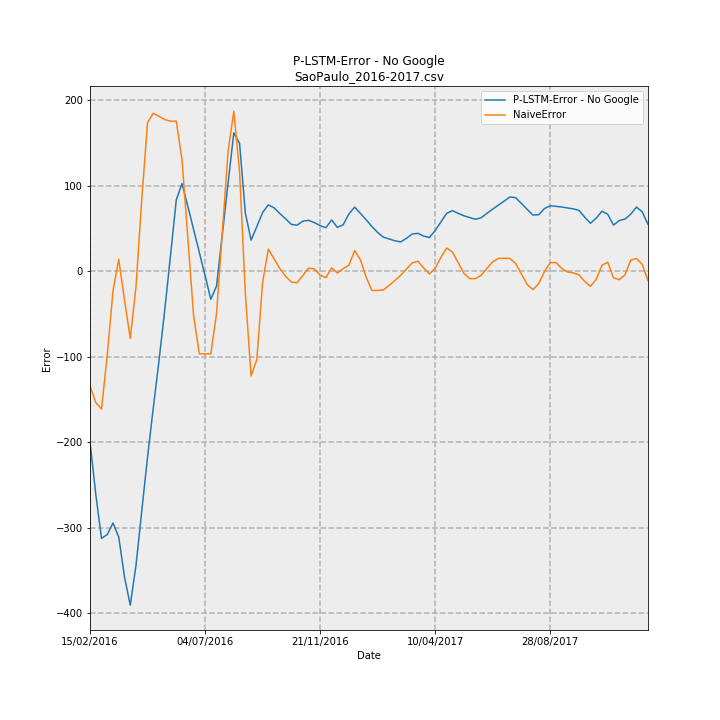 P-LSTM-Error - No Google
SaoPaulo_2016-2017.csv
P-LSTM-Error - No Google
NaiveError
200
100
0
−100
−200
−300
−400
Error
15/02/2016
04/07/2016
21/11/2016
10/04/2017
28/08/2017
Date